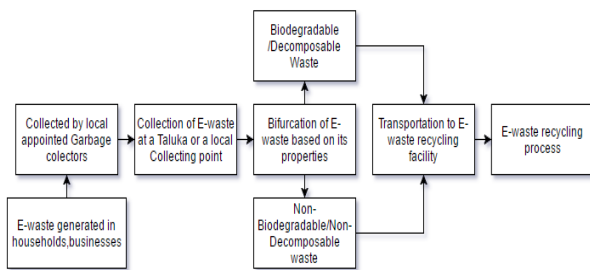 Biodegradable
/Decomposable
Waste
Collected by local
appointed Garbage
colectors
Collection of E-waste
at a Taluka or a local
Collecting point
Bifurcation of E-
waste based on its
properties
Transportation to E-
waste recycling
facility
E-waste recycling
process
E-waste generated in
households,businesses
Non-
Biodegradable/Non-
Decomposable
waste